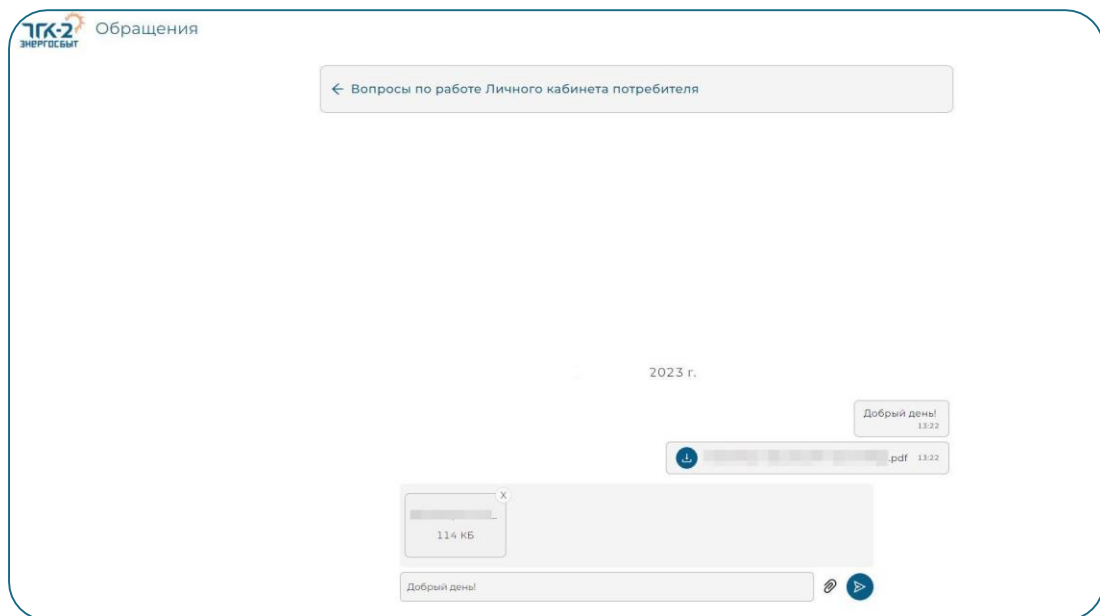 ТГК-2
ЭНЕРГОСБЫТ
Обращения
Вопросы по работе Личного кабинета потребителя
2023 г.
Добрый день!
13:22
.pdf 13:22
X
114 КБ
Добрый день!